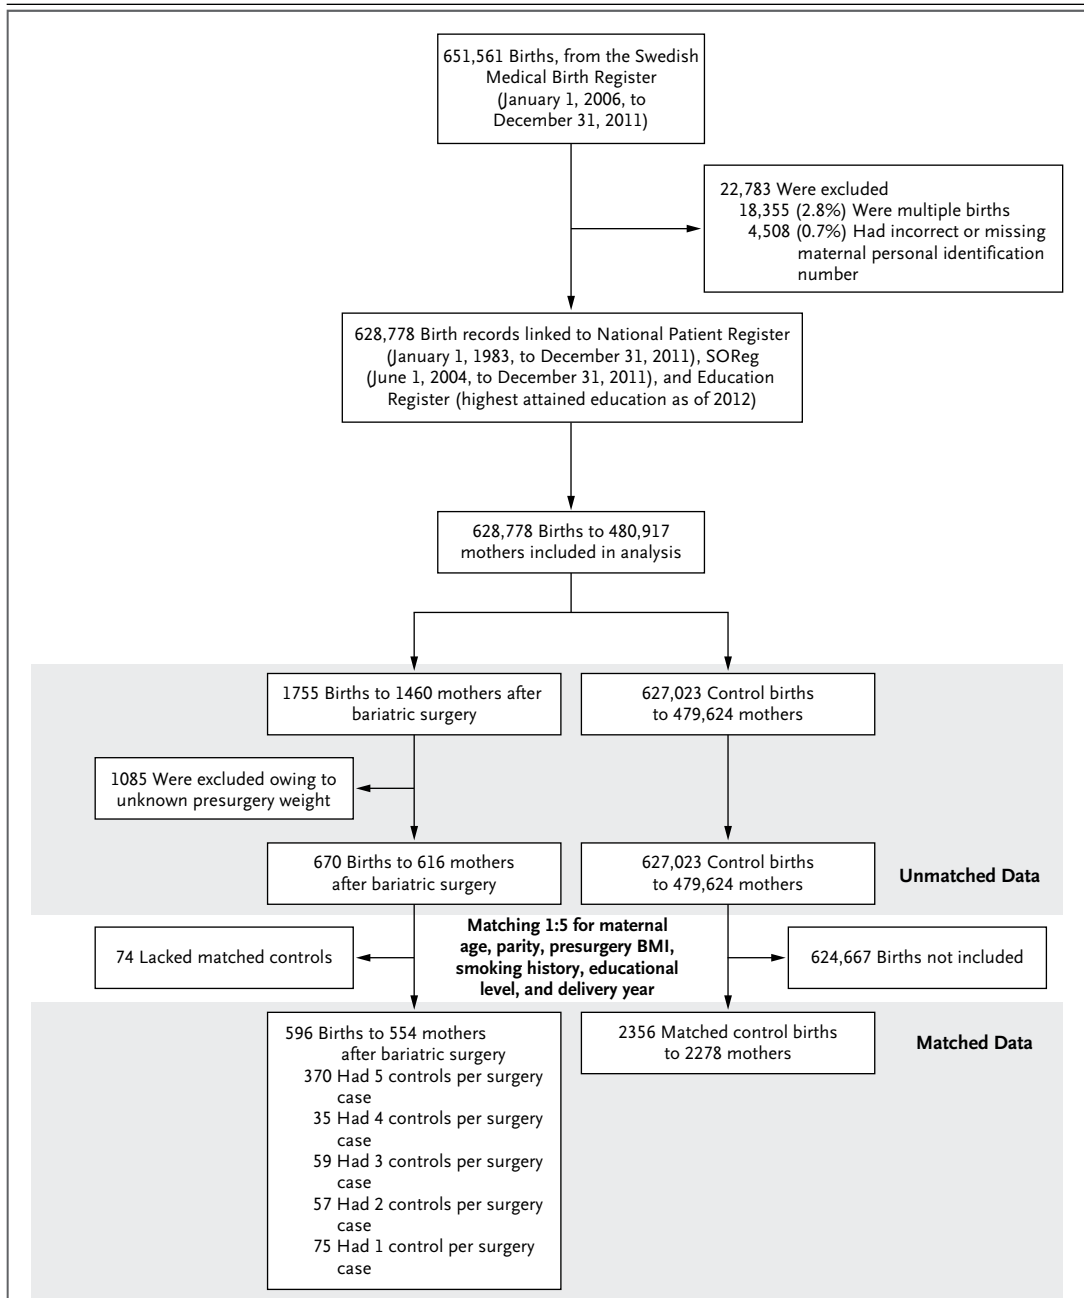 651,561 Births, from the Swedish
Medical Birth Register
(January 1, 2006, to
December 31, 2011)
22,783 Were excluded
18,355 (2.8%) Were multiple births
4,508 (0.7%) Had incorrect or missing
maternal personal identification
number
628,778 Birth records linked to National Patient Register
(January 1, 1983, to December 31, 2011), SOReg
(June 1, 2004, to December 31, 2011), and Education
Register (highest attained education as of 2012)
628,778 Births to 480,917
mothers included in analysis
1755 Births to 1460 mothers after
bariatric surgery
627,023 Control births
to 479,624 mothers
1085 Were excluded owing to
unknown presurgery weight
670 Births to 616 mothers
after bariatric surgery
627,023 Control births
to 479,624 mothers
Unmatched Data
Matching 1:5 for maternal
age, parity, presurgery BMI,
smoking history, educational
level, and delivery year
74 Lacked matched controls
624,667 Births not included
596 Births to 554 mothers
after bariatric surgery
370 Had 5 controls per surgery
case
35 Had 4 controls per surgery
case
59 Had 3 controls per surgery
case
57 Had 2 controls per surgery
case
75 Had 1 control per surgery
case
2356 Matched control births
to 2278 mothers
Matched Data